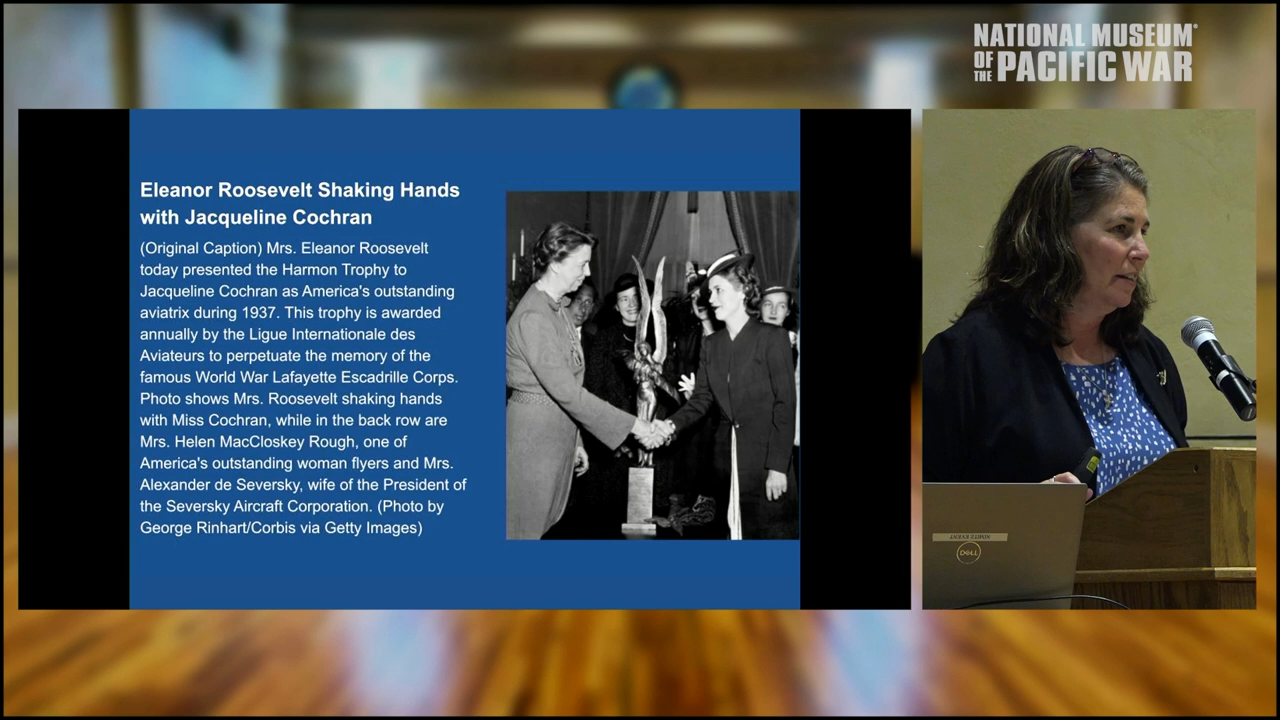 NATIONAL MUSEUM
OF THE PACIFIC WAR
Eleanor Roosevelt Shaking Hands
with Jacqueline Cochran
(Original Caption) Mrs. Eleanor Roosevelt
today presented the Harmon Trophy to
Jacqueline Cochran as America's outstanding
aviatrix during 1937. This trophy is awarded
annually by the Ligue Internationale des
Aviateurs to perpetuate the memory of the
famous World War Lafayette Escadrille Corps.
Photo shows Mrs. Roosevelt shaking hands
with Miss Cochran, while in the back row are
Mrs. Helen MacCloskey Rough, one of
America's outstanding woman flyers and Mrs.
Alexander de Seversky, wife of the President of
the Seversky Aircraft Corporation. (Photo by
George Rinhart/Corbis via Getty Images)
DELL